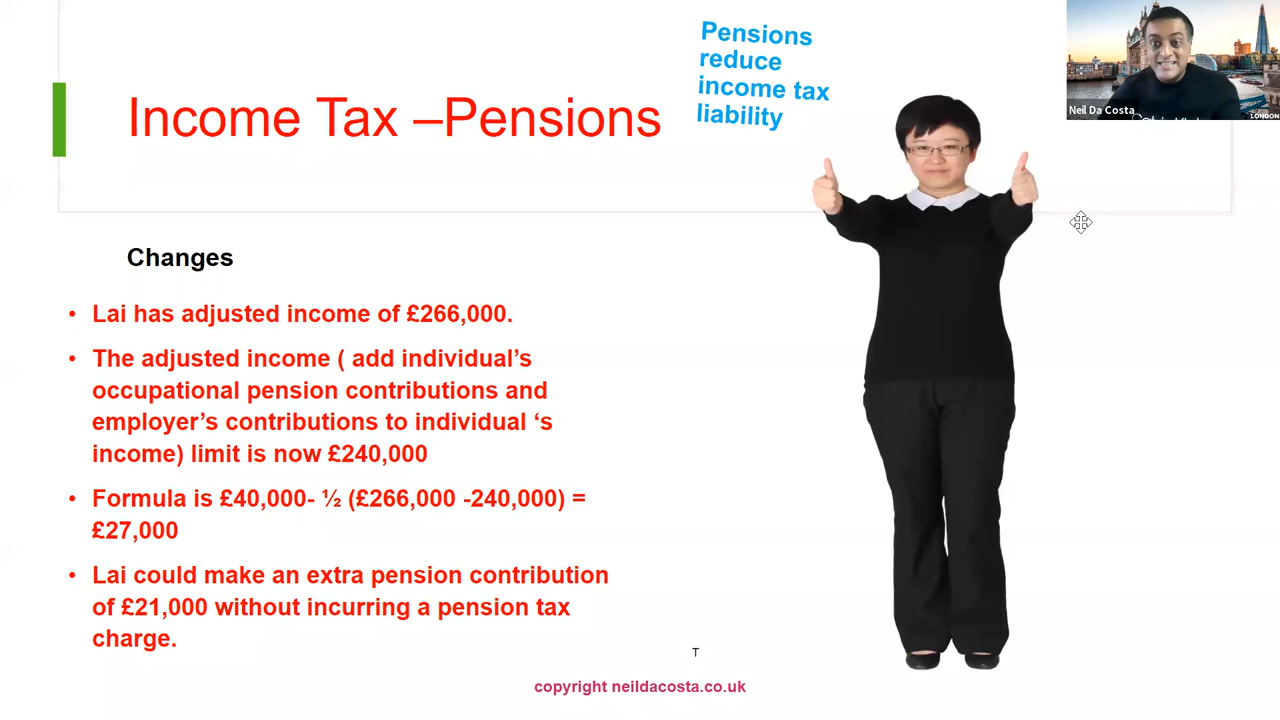 Pensions
reduce
income tax
liability
Neil Da Costa
LONDON
Income Tax –Pensions
Changes
• Lai has adjusted income of £266,000.
• The adjusted income ( add individual’s
occupational pension contributions and
employer’s contributions to individual ‘s
income) limit is now £240,000
• Formula is £40,000- ½ (£266,000 -240,000) =
£27,000
• Lai could make an extra pension contribution
of £21,000 without incurring a pension tax
charge.
T
copyright neildacosta.co.uk